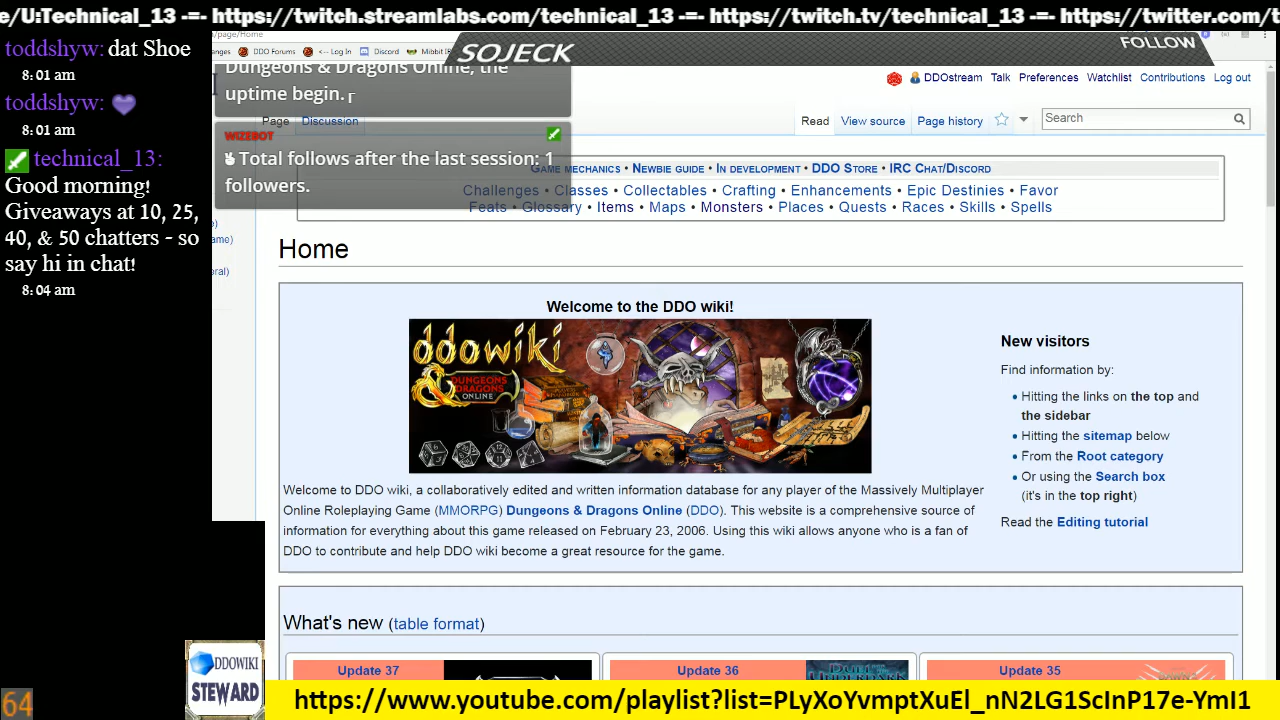 e/U:Technical_13 -=- https://twitch.streamlabs.com/technical_13 -=- https://twitch.tv/technical_13 -=- https://twitter.com/t
toddshyw: dat Shoe
8:01 am
toddshyw: 💜
8:01 am
technical_13:
Good morning!
Giveaways at 10, 25,
40, & 50 chatters - so
say hi in chat!
8:04 am
/page/Home
anges DDO Forums <-- Log In Discord Mibbit IR
SOJECK
FOLLOW
Dungeons & Dragons Online, the
uptime begin.
WIZEBOT
Total follows after the last session: 1
followers.
DDOstream Talk Preferences Watchlist Contributions Log out
Page Discussion Read View source Page history Search
Game mechanics • Newbie guide • In development • DDO Store • IRC Chat/Discord
Challenges • Classes • Collectables • Crafting • Enhancements • Epic Destinies • Favor
Feats • Glossary • Items • Maps • Monsters • Places • Quests • Races • Skills • Spells
ame)
oral)
Home
Welcome to the DDO wiki!
ddowiki
DUNGEONS & DRAGONS
ONLINE
Welcome to DDO wiki, a collaboratively edited and written information database for any player of the Massively Multiplayer
Online Roleplaying Game (MMORPG) Dungeons & Dragons Online (DDO). This website is a comprehensive source of
information for everything about this game released on February 23, 2006. Using this wiki allows anyone who is a fan of
DDO to contribute and help DDO wiki become a great resource for the game.
New visitors
Find information by:
• Hitting the links on the top and
the sidebar
• Hitting the sitemap below
• From the Root category
• Or using the Search box
(it's in the top right)
Read the Editing tutorial
What's new (table format)
Update 37
Update 36
Update 35
DDOWIKI
STEWARD
64
https://www.youtube.com/playlist?list=PLyXoYvmptXuEl_nN2LG1ScInP17e-YmI1